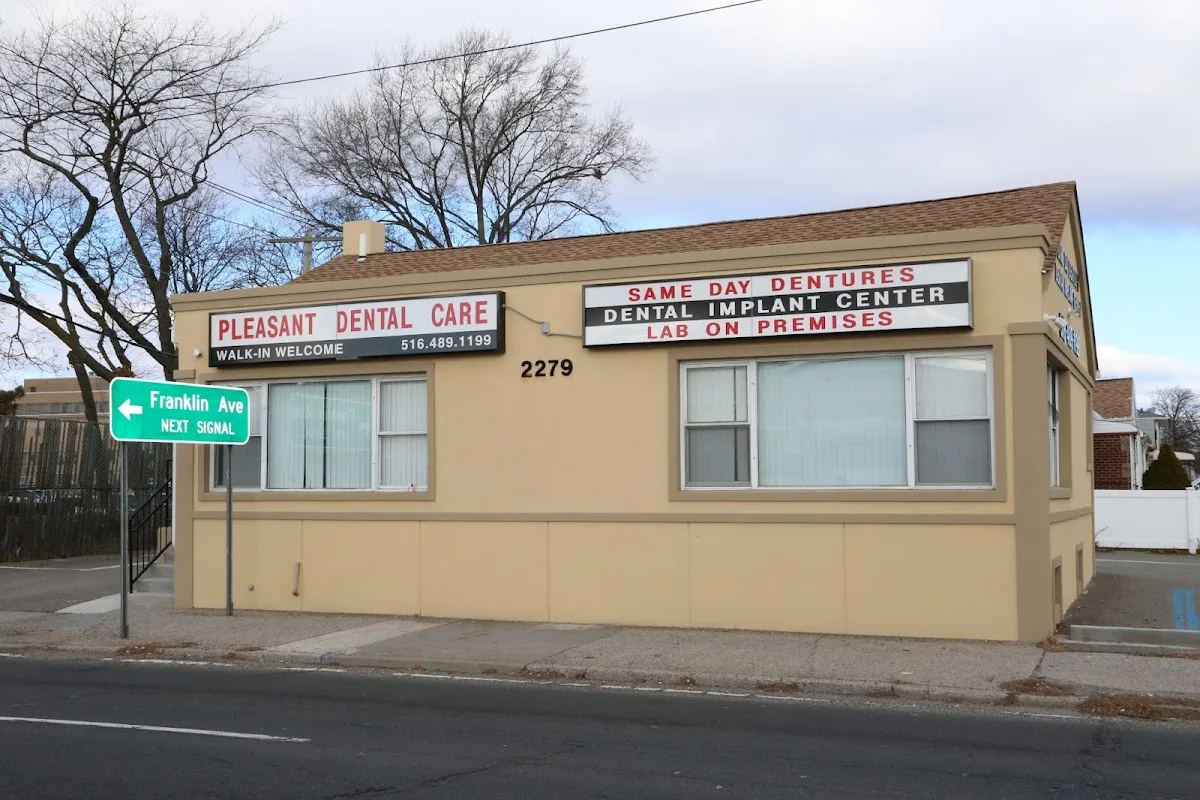 PLEASANT DENTAL CARE
WALK-IN WELCOME 516.489.1199
SAME DAY DENTURES
DENTAL IMPLANT CENTER
LAB ON PREMISES
2279
Franklin Ave
NEXT SIGNAL